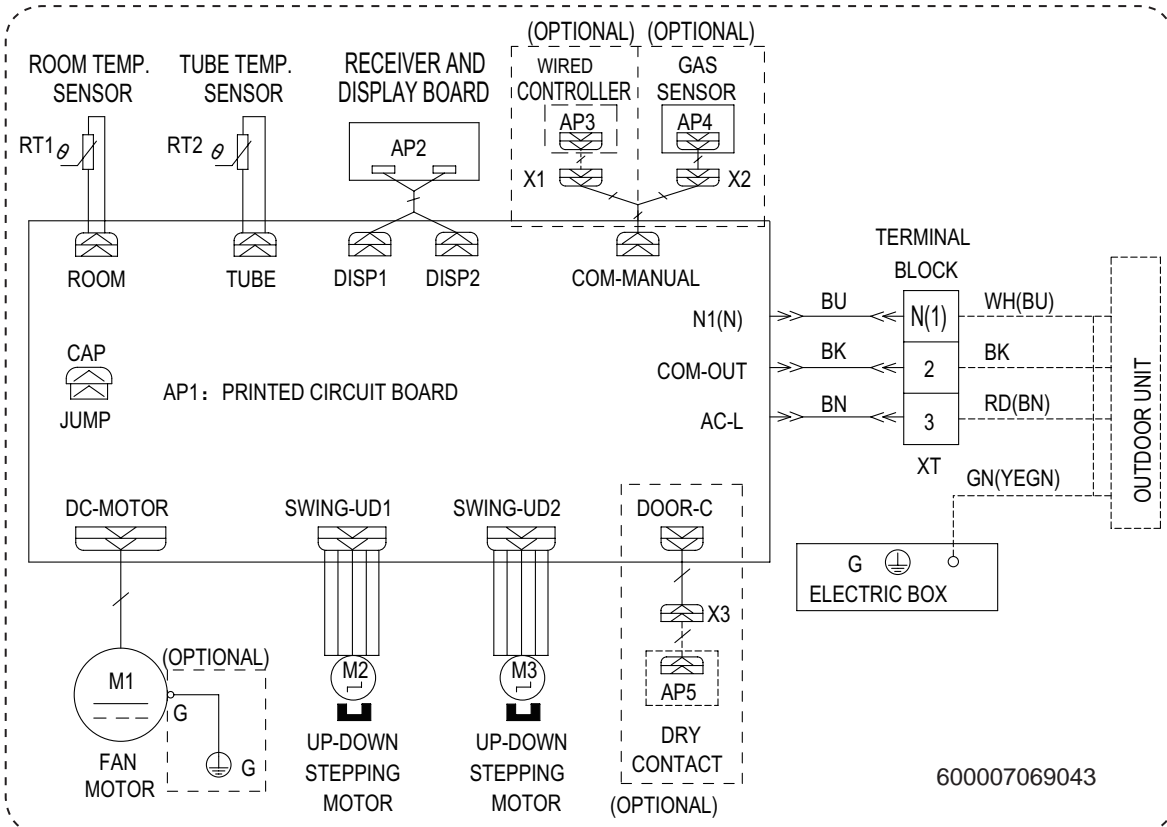 (OPTIONAL) (OPTIONAL)
ROOM TEMP.
SENSOR
TUBE TEMP.
SENSOR
RECEIVER AND
DISPLAY BOARD
WIRED
CONTROLLER
GAS
SENSOR
RT1 θ
RT2 θ
AP2
AP3
AP4
X1
X2
ROOM
TUBE
DISP1
DISP2
COM-MANUAL
TERMINAL
BLOCK
N1(N)
BU
N(1)
WH(BU)
COM-OUT
BK
2
BK
AC-L
BN
3
RD(BN)
XT
GN(YEGN)
OUTDOOR UNIT
CAP
JUMP
AP1: PRINTED CIRCUIT BOARD
DC-MOTOR
SWING-UD1
SWING-UD2
DOOR-C
G
ELECTRIC BOX
X3
AP5
DRY
CONTACT
(OPTIONAL)
(OPTIONAL)
M1
G
G
FAN
MOTOR
M2
UP-DOWN
STEPPING
MOTOR
M3
UP-DOWN
STEPPING
MOTOR
600007069043